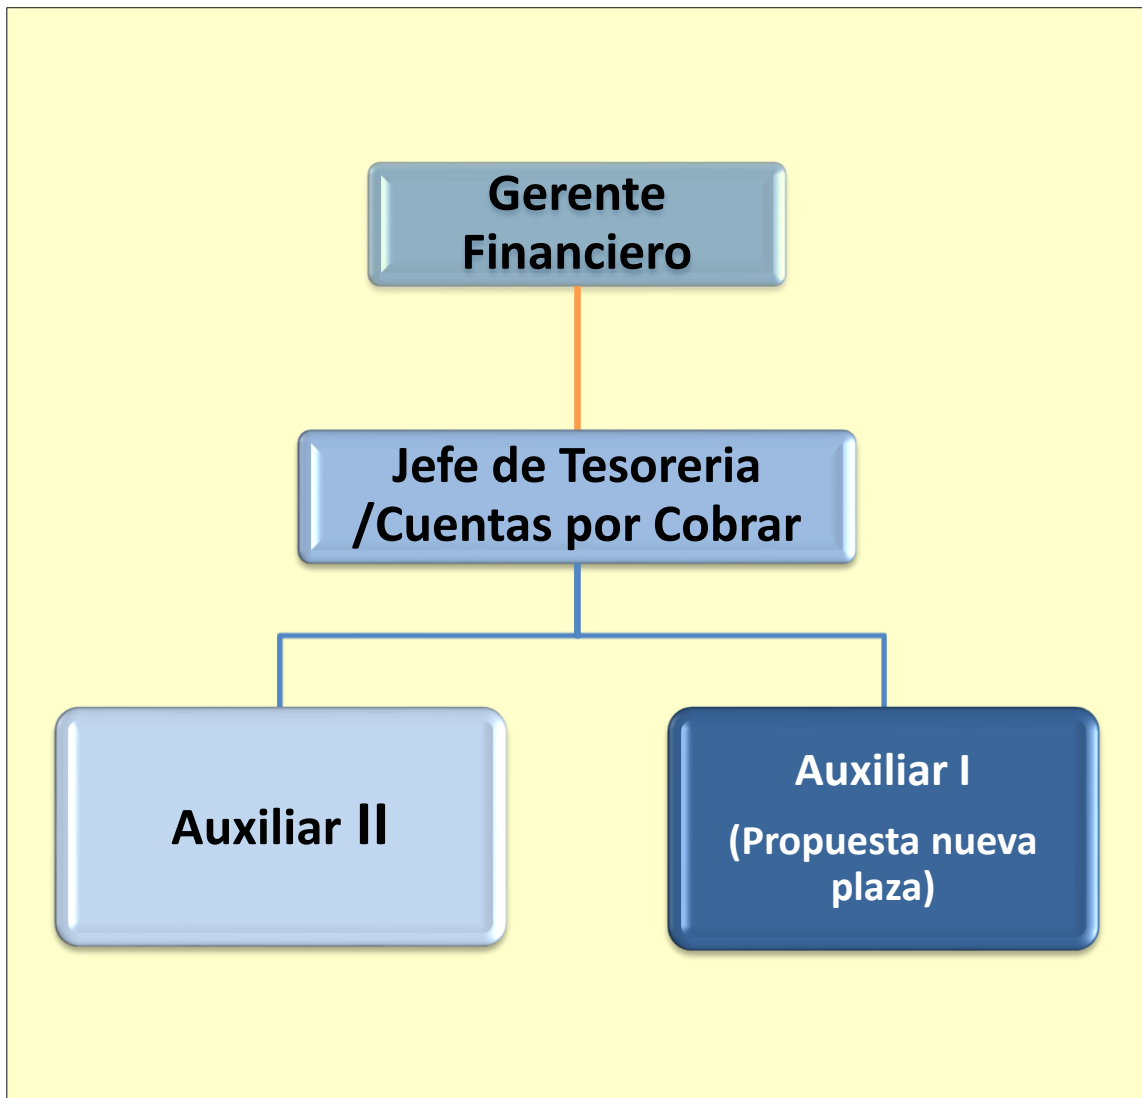 Gerente
Financiero
Jefe de Tesoreria
/Cuentas por Cobrar
Auxiliar II
Auxiliar I
(Propuesta nueva
plaza)